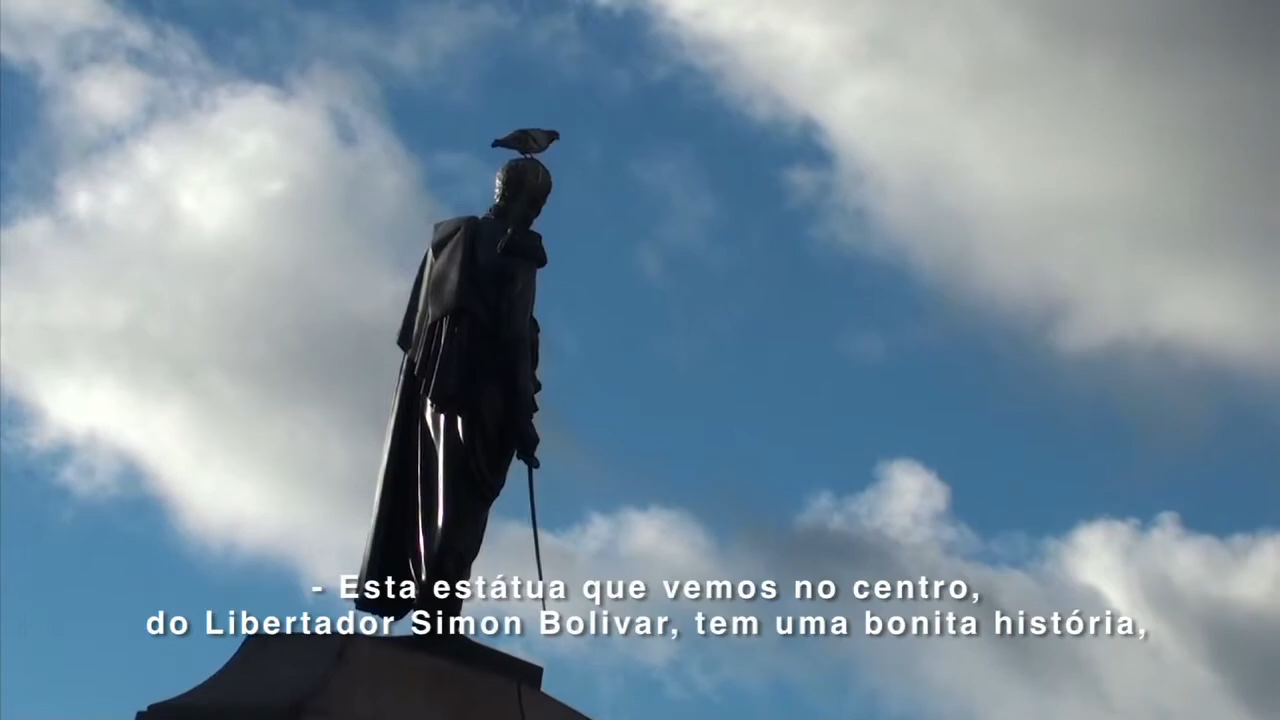 - Esta estátua que vemos no centro,
do Libertador Simon Bolivar, tem uma bonita história,